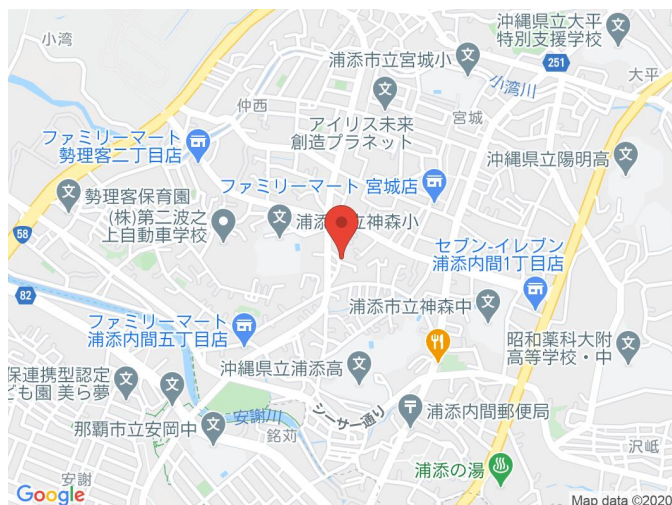 小湾
沖縄県立大平
特別支援学校
浦添市立宮城小
251
大平
小湾川
仲西
宮城
アイリス未来
創造プラネット
ファミリーマート
勢理客二丁目店
沖縄県立陽明高
勢理客保育園
ファミリーマート 宮城店
(株)第二波之
上自動車学校
浦添
立神森小
58
セブン-イレブン
浦添内間1丁目店
82
浦添市立神森中
ファミリーマート
浦添内間五丁目店
昭和薬科大附
高等学校・中
沖縄県立浦添高
保連携型認定
ども園 美ら夢
シーサー通り
安謝川
浦添内間郵便局
那覇市立安岡中
銘苅
沢岻
安謝
浦添の湯
Google
Map data ©2020